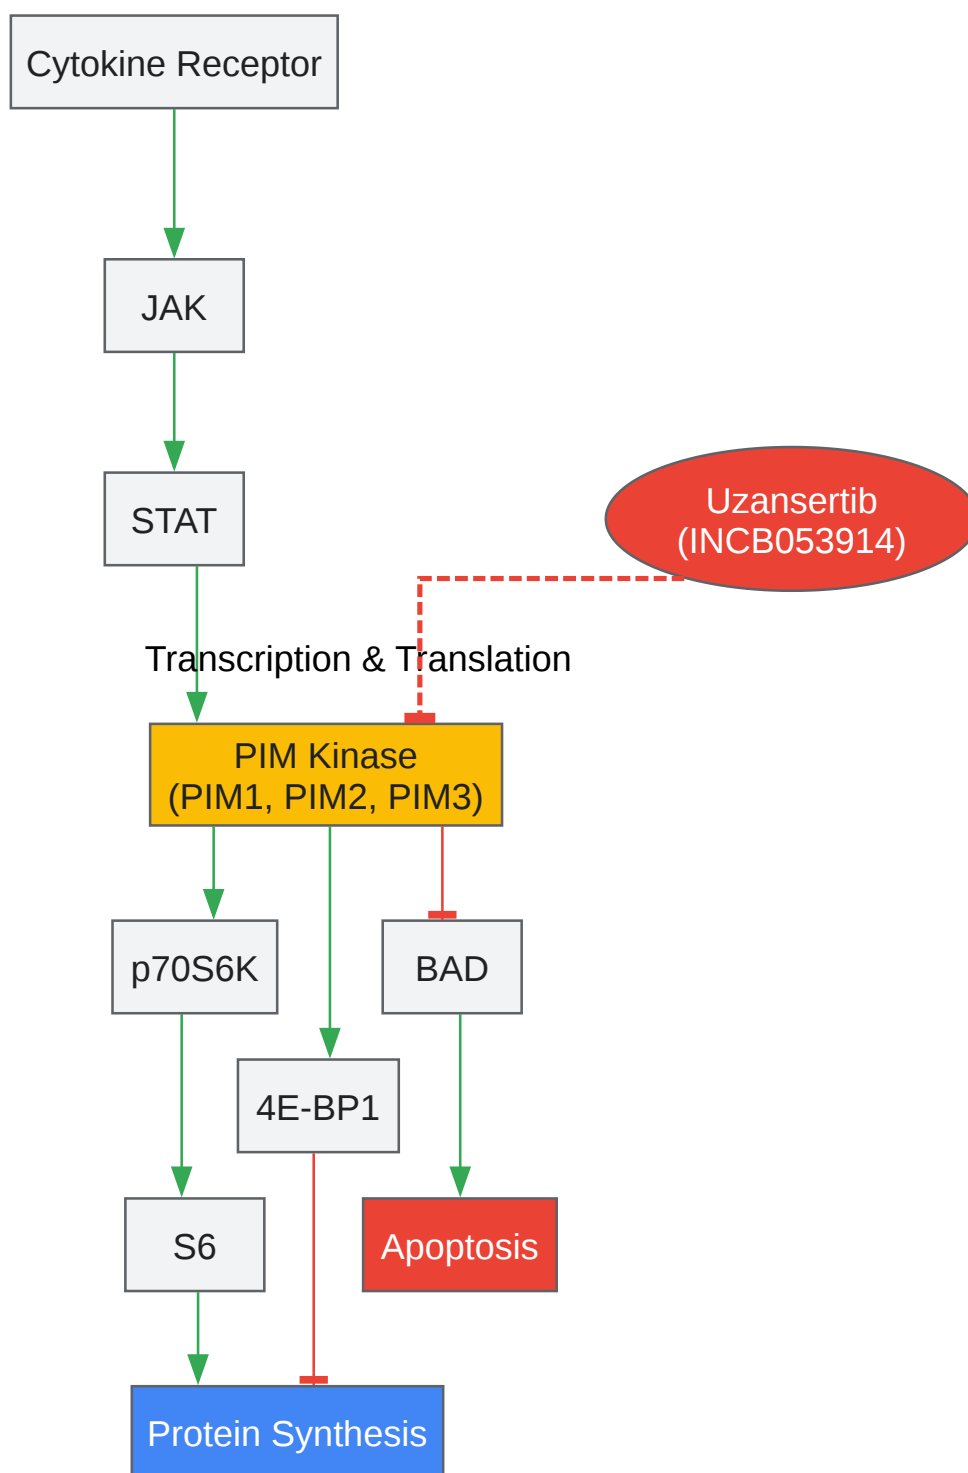 Cytokine Receptor
JAK
STAT
Uzansertib
(INCB053914)
Transcription & Translation
PIM Kinase
(PIM1, PIM2, PIM3)
p70S6K
BAD
4E-BP1
S6
Apoptosis
Protein Synthesis